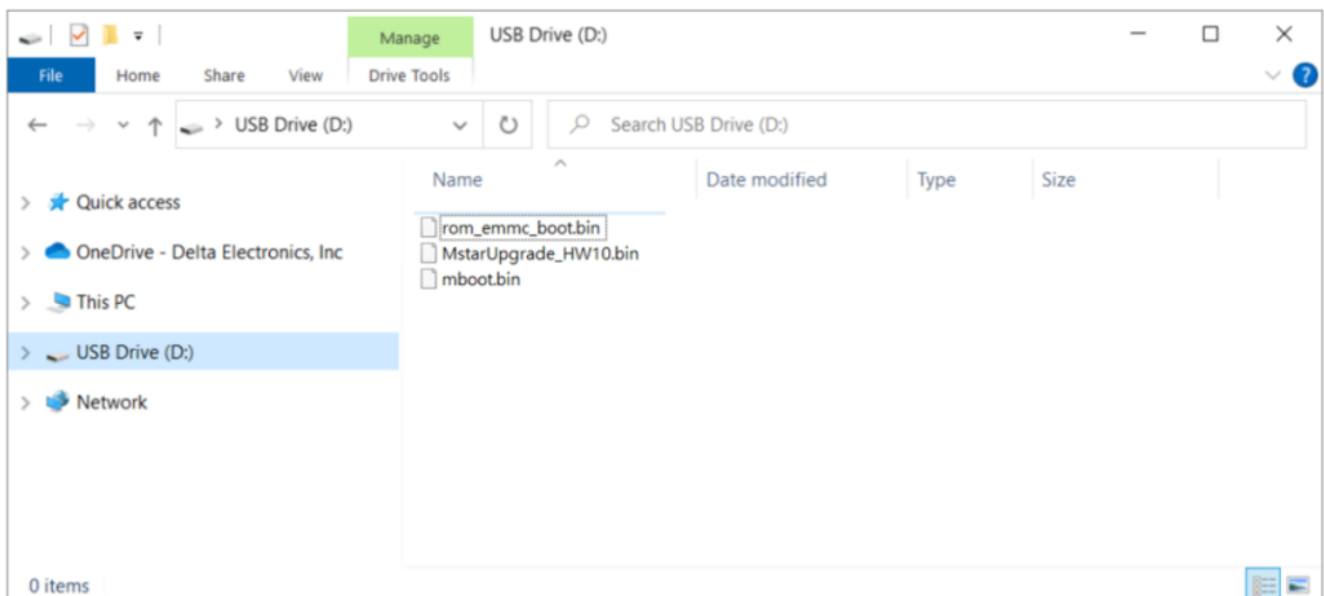 Manage USB Drive (D:)
File Home Share View Drive Tools ?
USB Drive (D:) Search USB Drive (D:)
Name Date modified Type Size
Quick access
rom_emmc_boot.bin
OneDrive - Delta Electronics, Inc
MstarUpgrade_HW10.bin
mboot.bin
This PC
USB Drive (D:)
Network
0 items